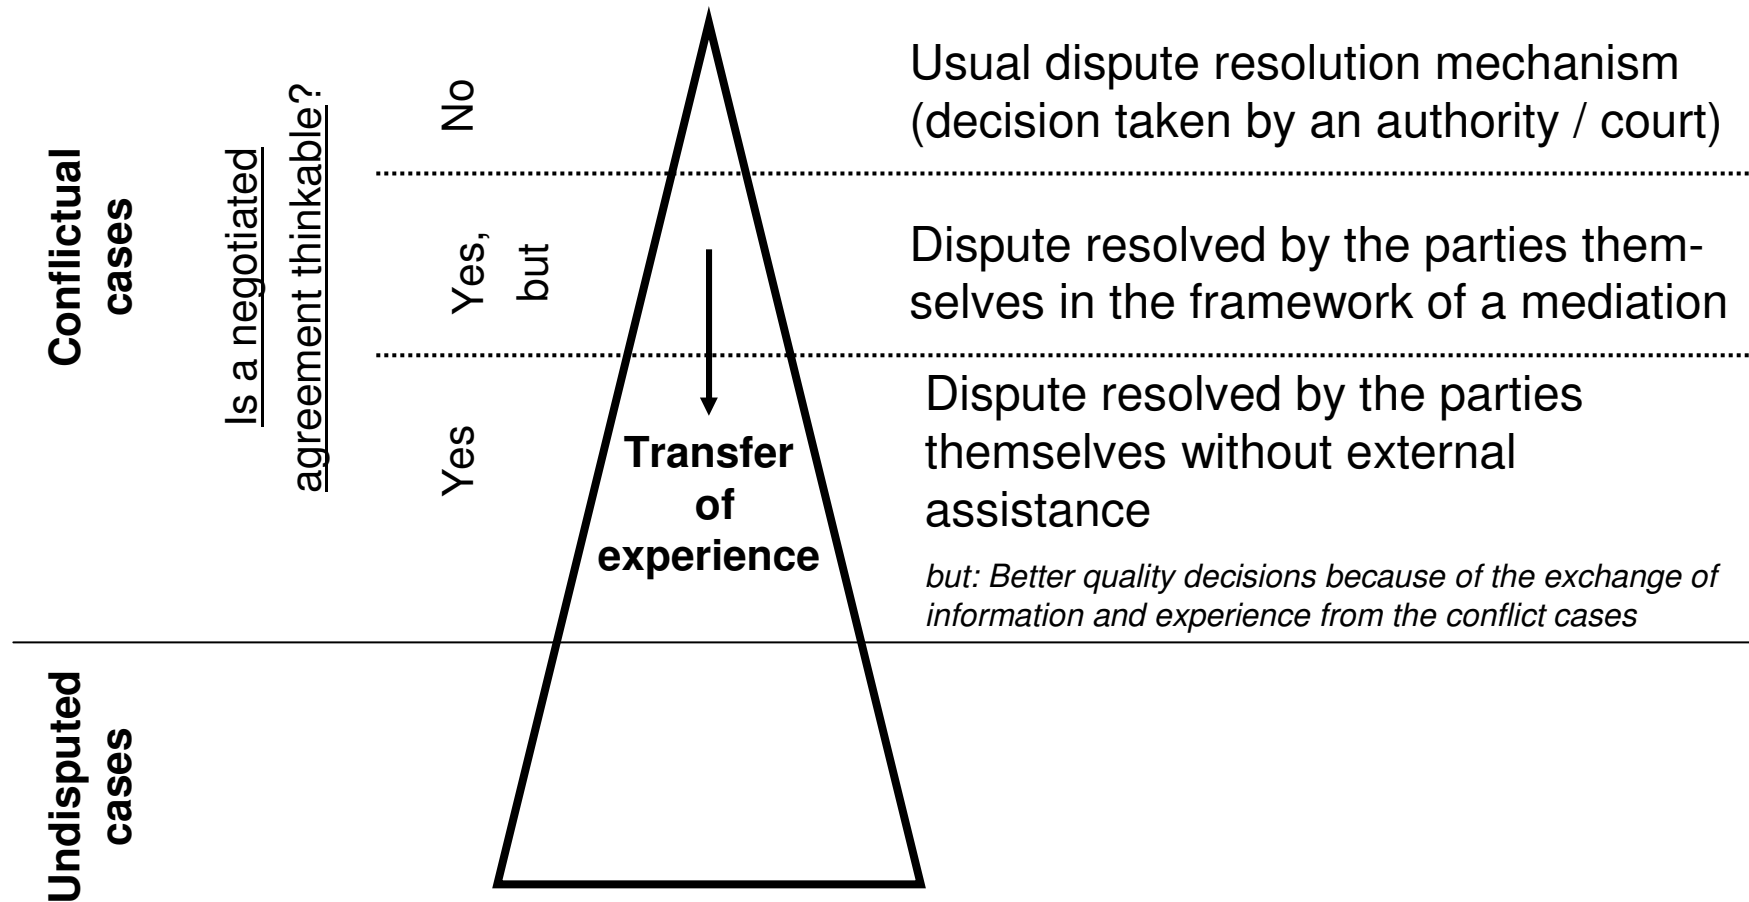 Conflictual
cases
Is a negotiated
agreement thinkable?
No
Usual dispute resolution mechanism
(decision taken by an authority / court)
Yes,
but
Dispute resolved by the parties them-
selves in the framework of a mediation
Yes
Transfer
of
experience
Dispute resolved by the parties
themselves without external
assistance
but: Better quality decisions because of the exchange of
information and experience from the conflict cases
Undisputed
cases